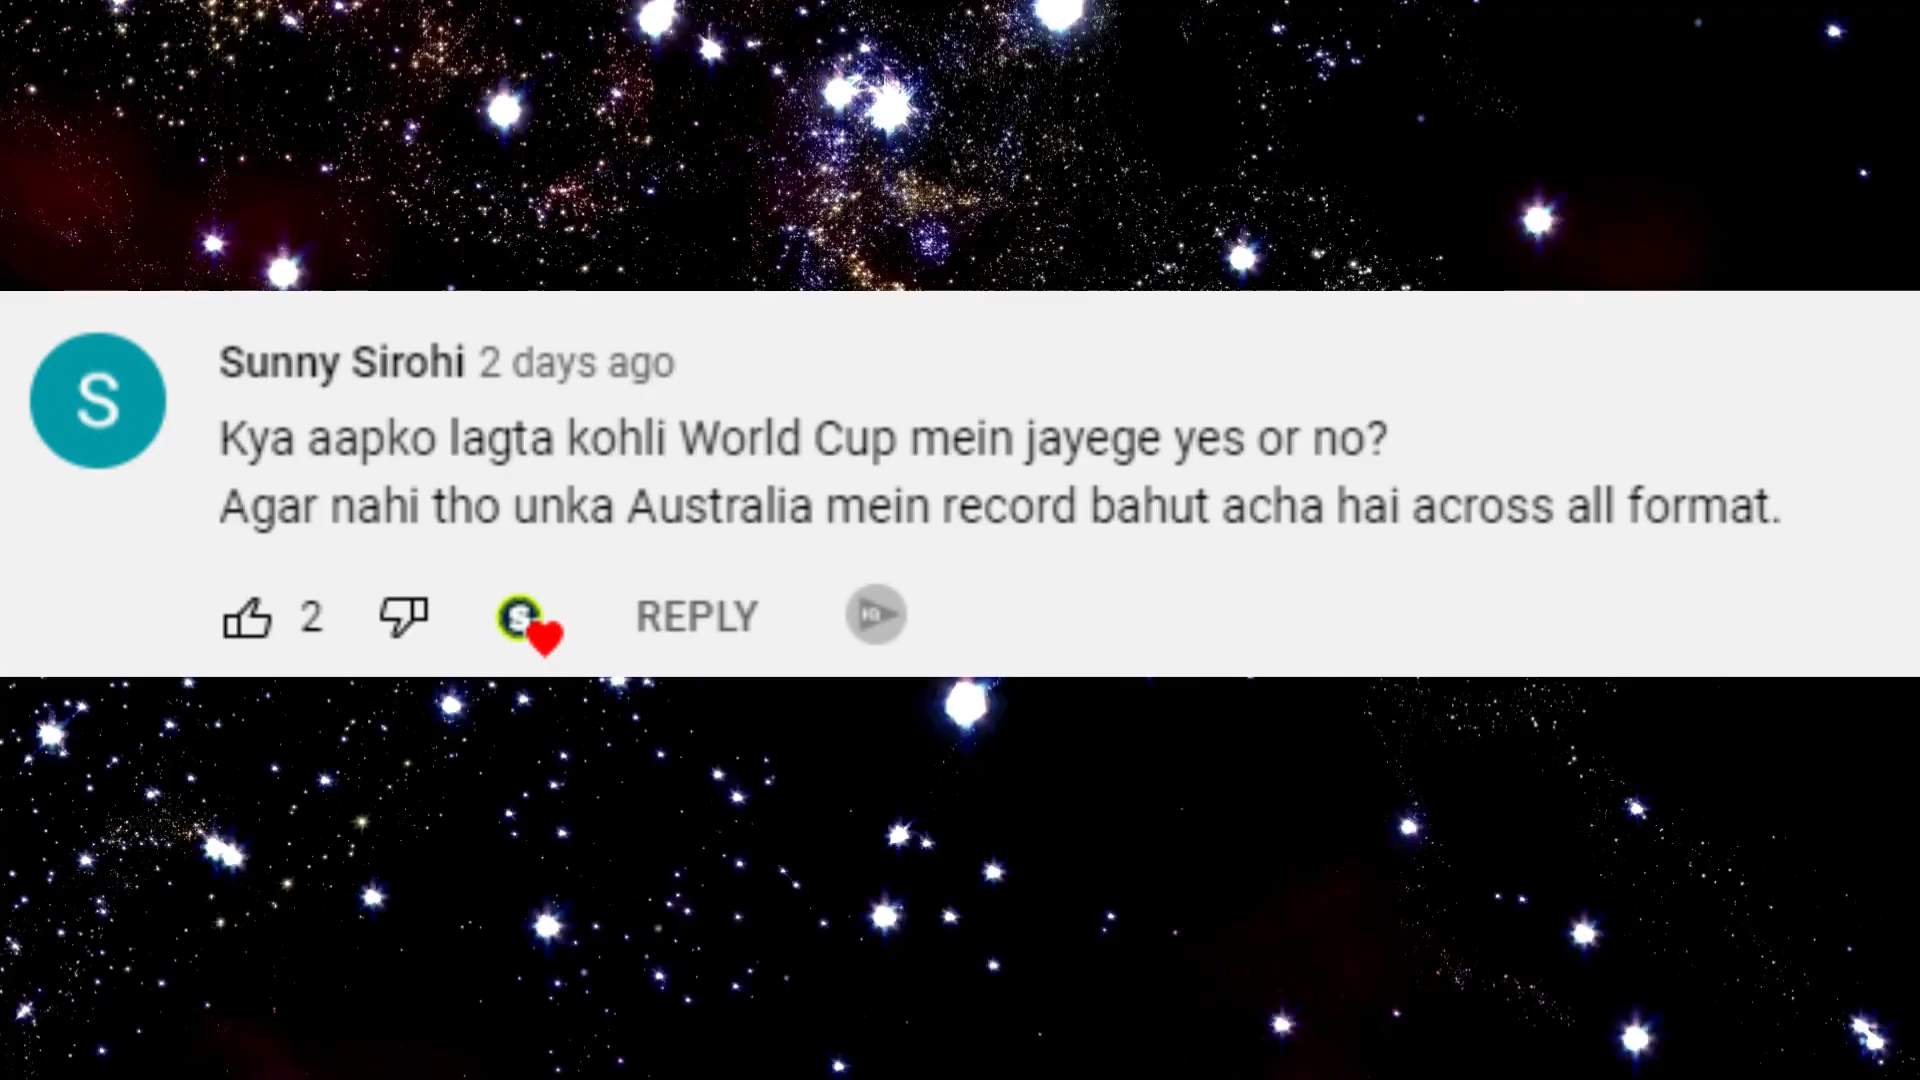 S
Sunny Sirohi 2 days ago
Kya aapko lagta kohli World Cup mein jayege yes or no?
Agar nahi tho unka Australia mein record bahut acha hai across all format.
2 S REPLY